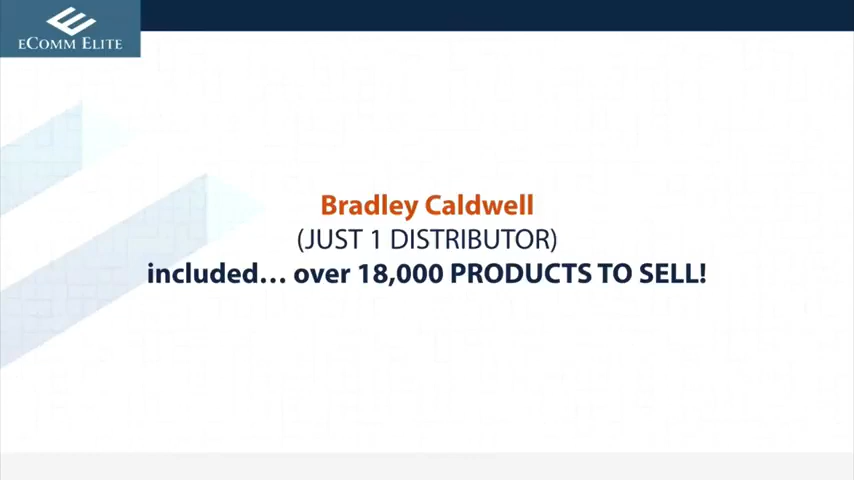 eComm Elite
Bradley Caldwell
(JUST 1 DISTRIBUTOR)
included... over 18,000 PRODUCTS TO SELL!